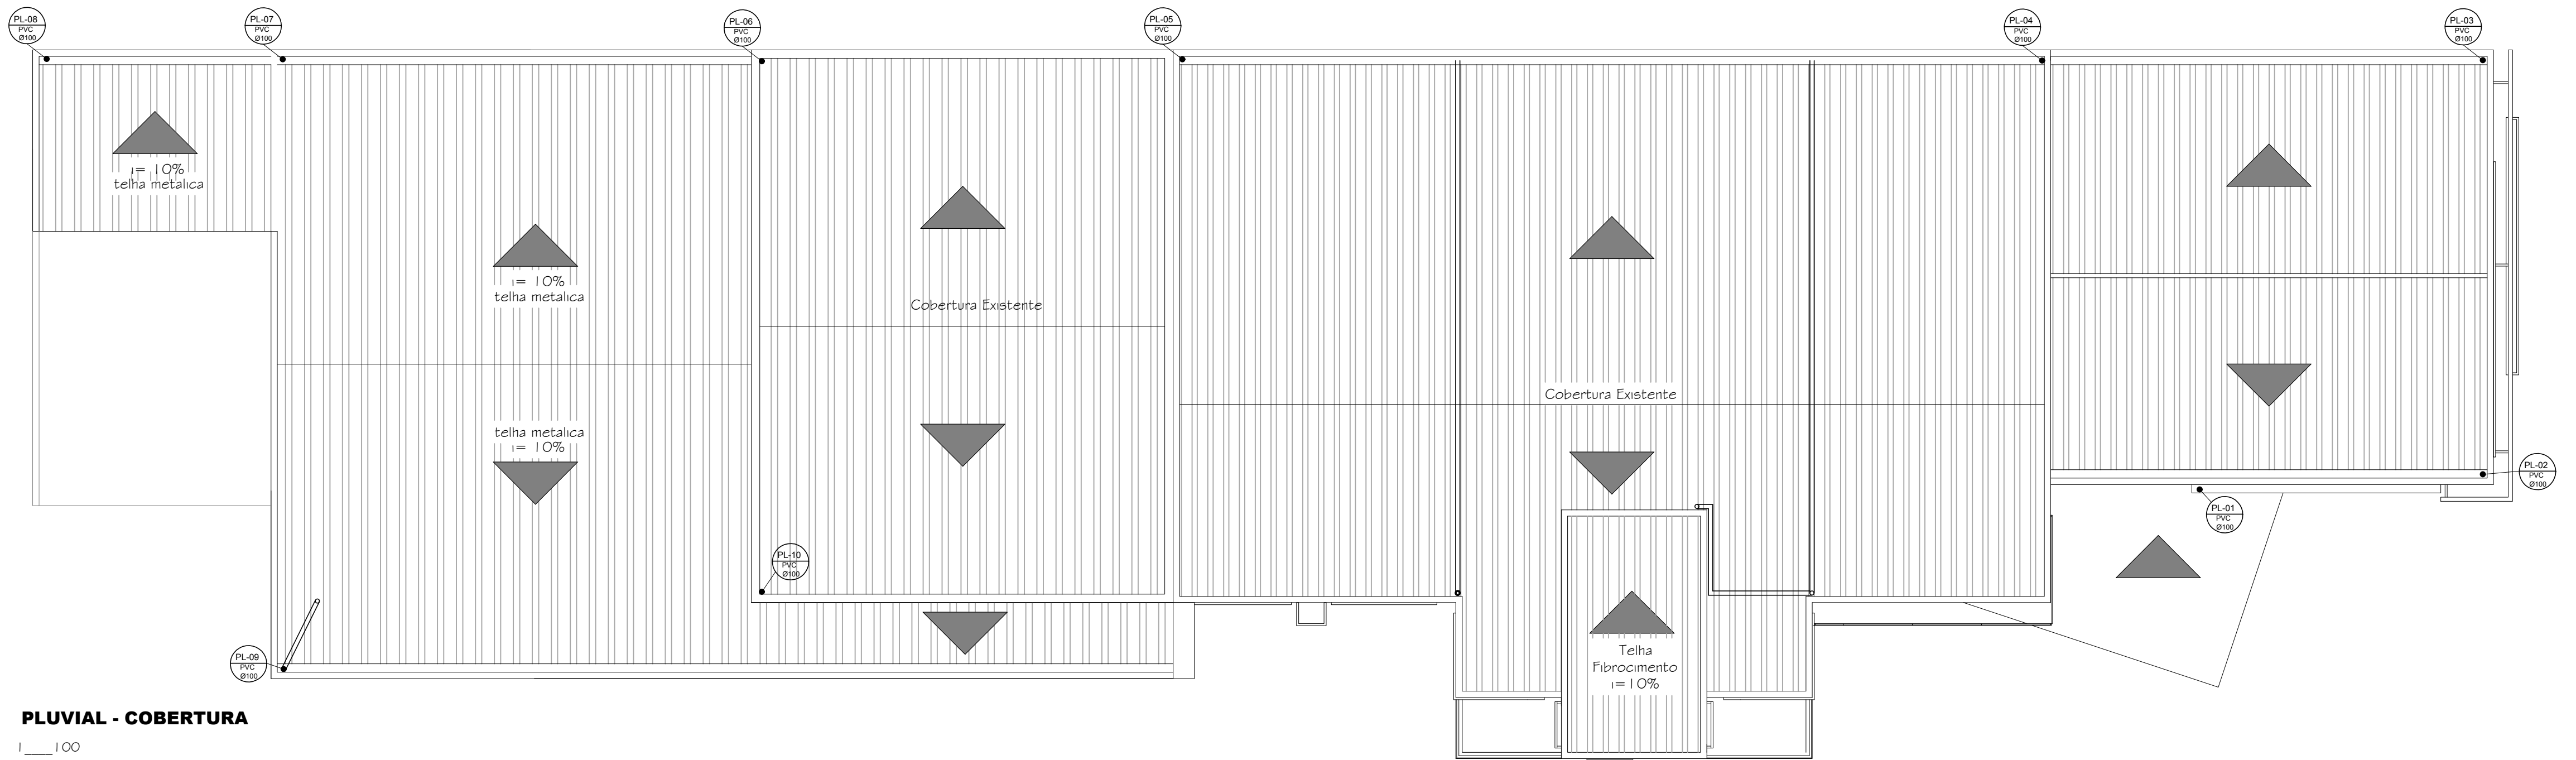 PL-08
PVC
Ø100
PL-07
PVC
Ø100
PL-06
PVC
Ø100
PL-05
PVC
Ø100
PL-04
PVC
Ø100
PL-03
PVC
Ø100
i= 10%
telha metalica
i= 10%
telha metalica
Cobertura Existente
Cobertura Existente
telha metalica
i= 10%
PL-02
PVC
Ø100
PL-01
PVC
Ø100
PL-10
PVC
Ø100
PL-09
PVC
Ø100
Telha
Fibrocimento
i=10%
PLUVIAL - COBERTURA
1___100